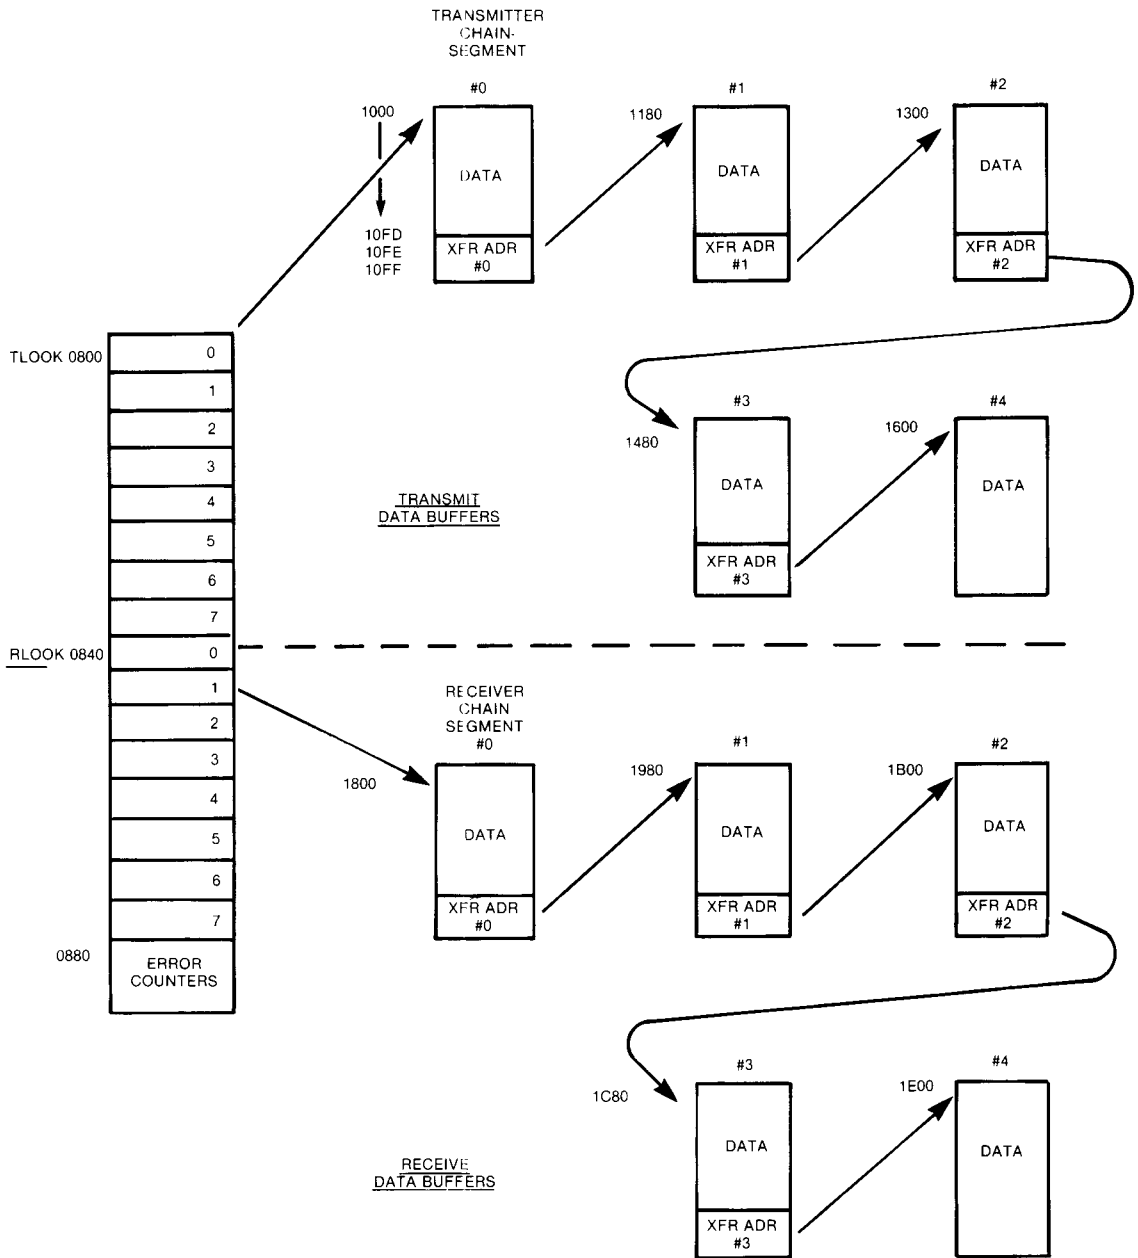 TRANSMITTER
CHAIN-
SEGMENT
#0
#1
#2
1000
1180
1300
DATA
DATA
DATA
10FD
10FE
10FF
XFR ADR
#0
XFR ADR
#1
XFR ADR
#2
TLOOK 0800
0
1
2
3
4
5
6
7
#3
#4
1480
1600
DATA
DATA
XFR ADR
#3
TRANSMIT
DATA BUFFERS
RLOOK 0840
0
1
2
3
4
5
6
7
0880
ERROR
COUNTERS
RECEIVER
CHAIN
SEGMENT
#0
#1
#2
1800
1980
1B00
DATA
DATA
DATA
XFR ADR
#0
XFR ADR
#1
XFR ADR
#2
#3
#4
1C80
1E00
DATA
DATA
XFR ADR
#3
RECEIVE
DATA BUFFERS